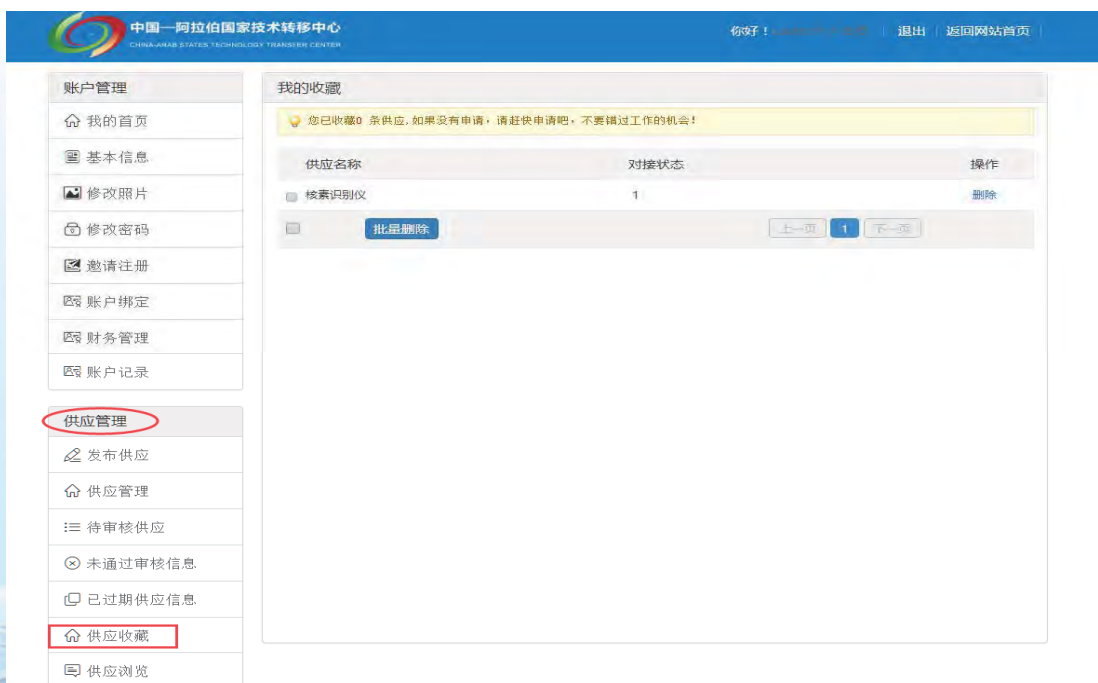 中国—阿拉伯国家技术转移中心
CHINA-ARAB STATES TECHNOLOGY TRANSFER CENTER
你好！
退出
返回网站首页
账户管理
我的首页
基本信息
修改照片
修改密码
邀请注册
账户绑定
财务管理
账户记录
供应管理
发布供应
供应管理
待审核供应
未通过审核信息
已过期供应信息
供应收藏
供应浏览
我的收藏
您已收藏0 条供应,如果没有申请，请赶快申请吧，不要错过工作的机会！
供应名称 对接状态 操作
核素识别仪 1 删除
批量删除 上一页 1 下一页